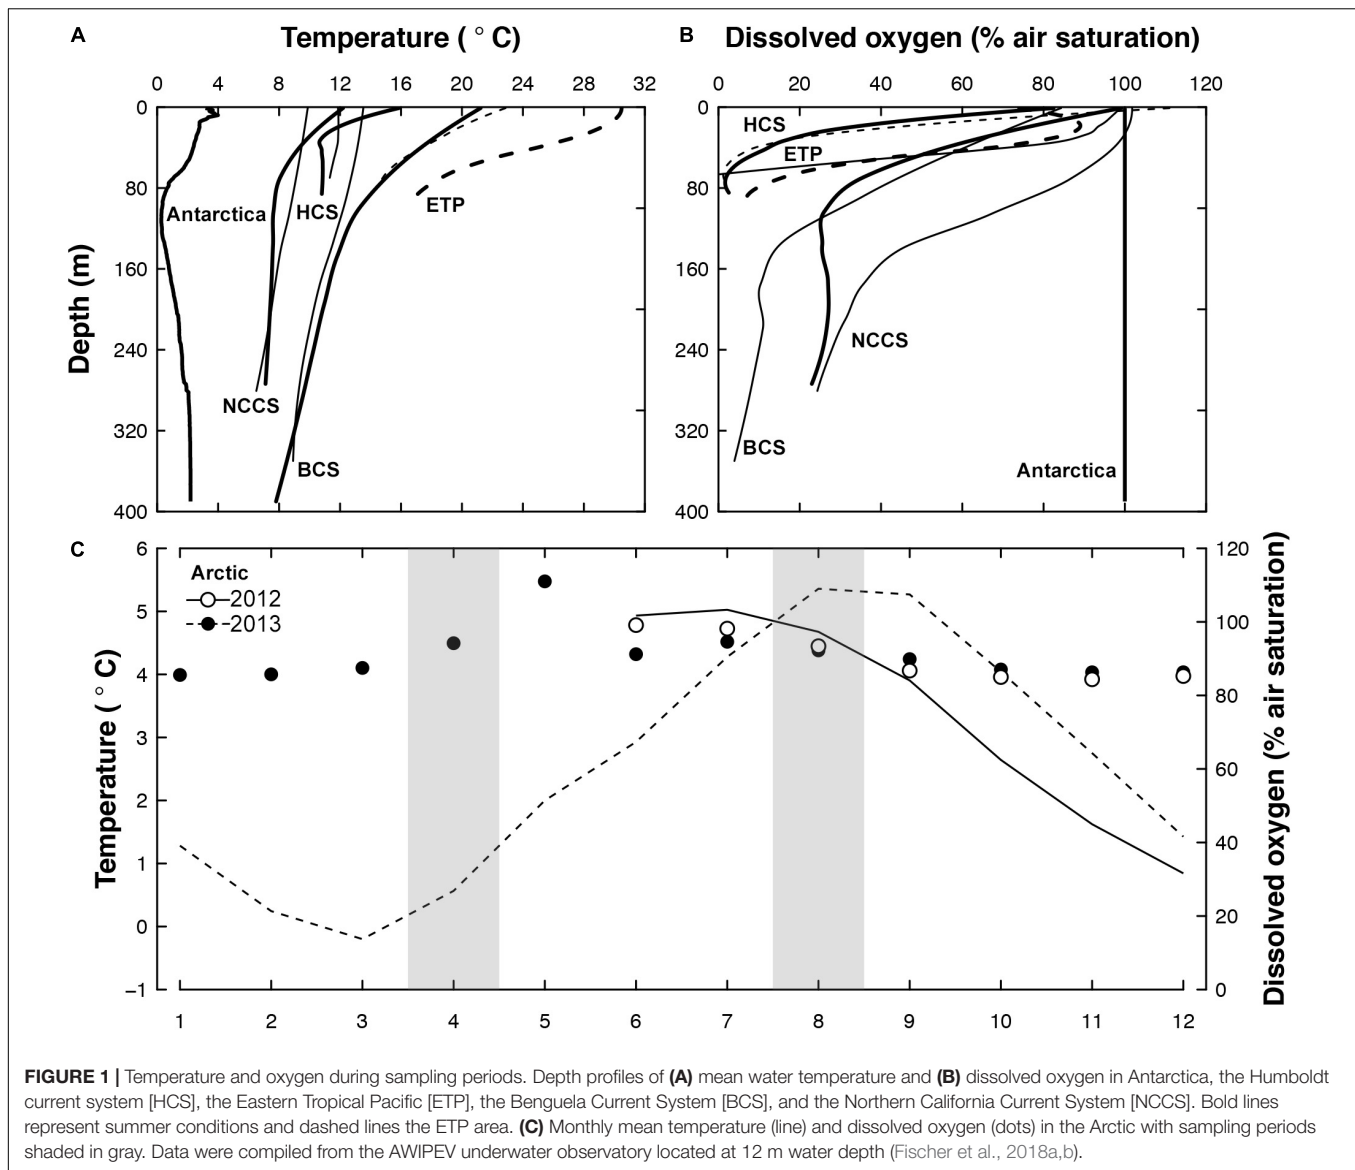 A Temperature ( ° C)
0 4 8 12 16 20 24 28 32
0
80
160
240
320
400
Depth (m)
Antarctica
HCS
ETP
NCCS
BCS
B Dissolved oxygen (% air saturation)
0 20 40 60 80 100 120
0
80
160
240
320
400
HCS
ETP
NCCS
BCS
Antarctica
C
6
5
4
3
2
1
0
−1
Temperature ( ° C)
Arctic
2012
2013
120
100
80
60
40
20
0
Dissolved oxygen (% air saturation)
1 2 3 4 5 6 7 8 9 10 11 12
FIGURE 1 | Temperature and oxygen during sampling periods. Depth profiles of (A) mean water temperature and (B) dissolved oxygen in Antarctica, the Humboldt
current system [HCS], the Eastern Tropical Pacific [ETP], the Benguela Current System [BCS], and the Northern California Current System [NCCS]. Bold lines
represent summer conditions and dashed lines the ETP area. (C) Monthly mean temperature (line) and dissolved oxygen (dots) in the Arctic with sampling periods
shaded in gray. Data were compiled from the AWIPEV underwater observatory located at 12 m water depth (Fischer et al., 2018a,b).